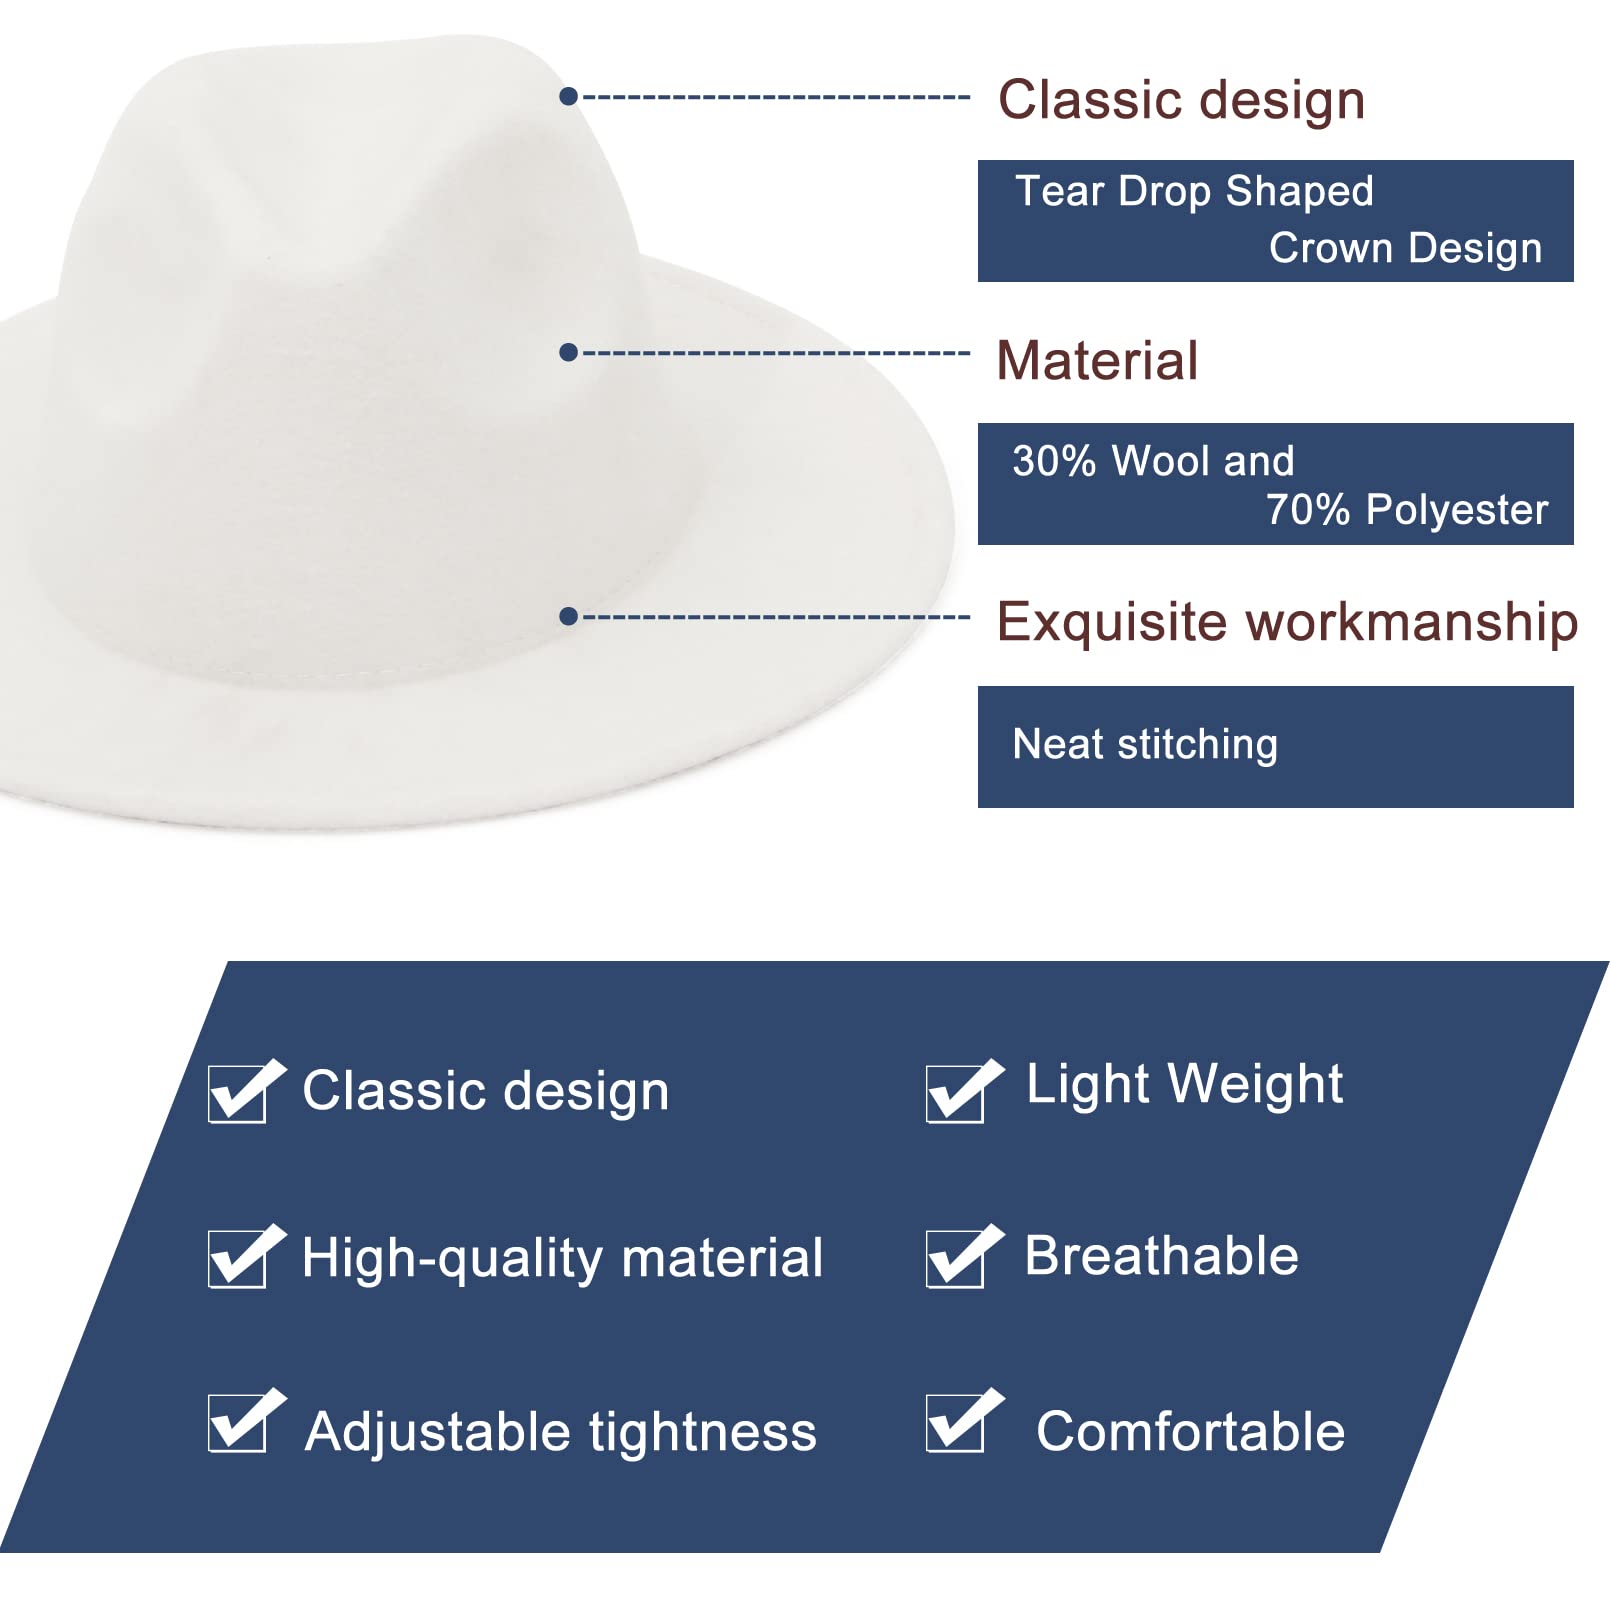 Classic design
Tear Drop Shaped
Crown Design
Material
30% Wool and
70% Polyester
Exquisite workmanship
Neat stitching
Classic design
Light Weight
High-quality material
Breathable
Adjustable tightness
Comfortable